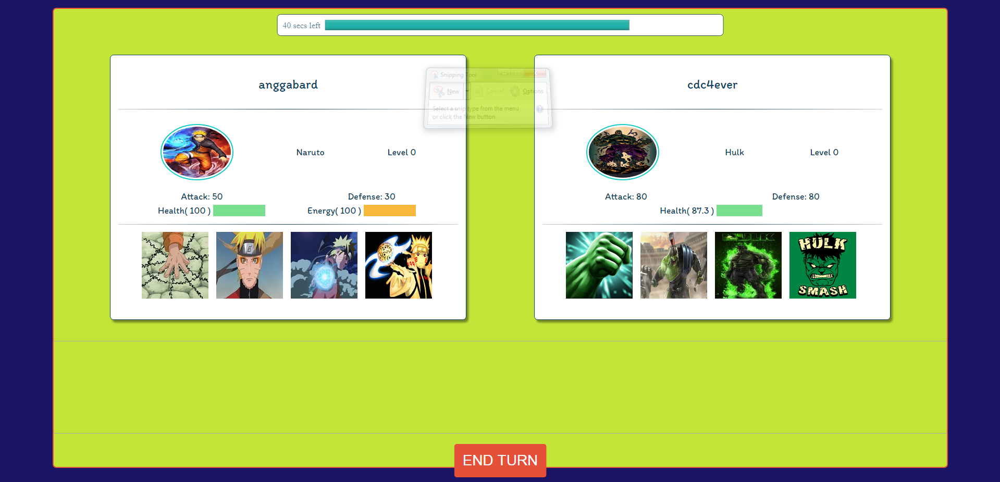 40 secs left
anggabard
Naruto
Level 0
Attack: 50
Defense: 30
Health( 100 )
Energy( 100 )
Snipping Tool
New
Cancel
Options
Select a snip type from the menu
or click the New button.
cdc4ever
Hulk
Level 0
Attack: 80
Defense: 80
Health( 87.3 )
HULK
SMASH
END TURN